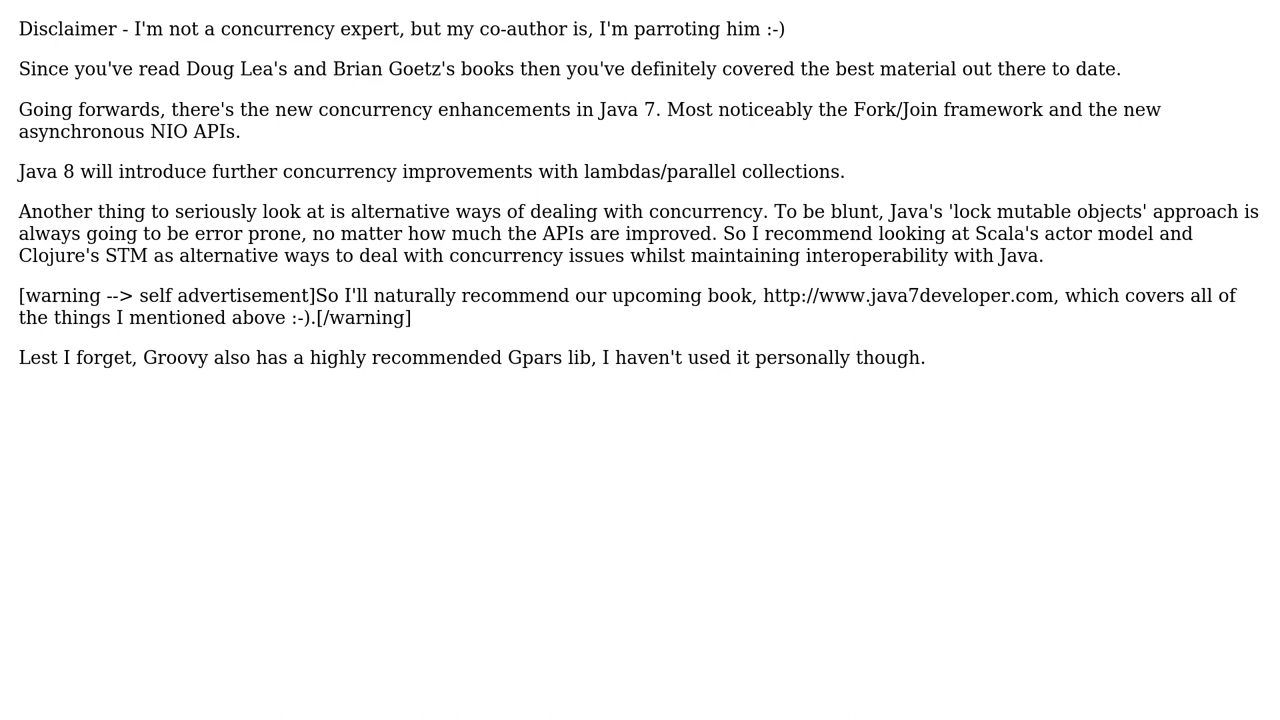 Disclaimer - I'm not a concurrency expert, but my co-author is, I'm parroting him :-)
Since you've read Doug Lea's and Brian Goetz's books then you've definitely covered the best material out there to date.
Going forwards, there's the new concurrency enhancements in Java 7. Most noticeably the Fork/Join framework and the new
asynchronous NIO APIs.
Java 8 will introduce further concurrency improvements with lambdas/parallel collections.
Another thing to seriously look at is alternative ways of dealing with concurrency. To be blunt, Java's 'lock mutable objects' approach is
always going to be error prone, no matter how much the APIs are improved. So I recommend looking at Scala's actor model and
Clojure's STM as alternative ways to deal with concurrency issues whilst maintaining interoperability with Java.
[warning --> self advertisement]So I'll naturally recommend our upcoming book, http://www.java7developer.com, which covers all of
the things I mentioned above :-).[/warning]
Lest I forget, Groovy also has a highly recommended Gpars lib, I haven't used it personally though.